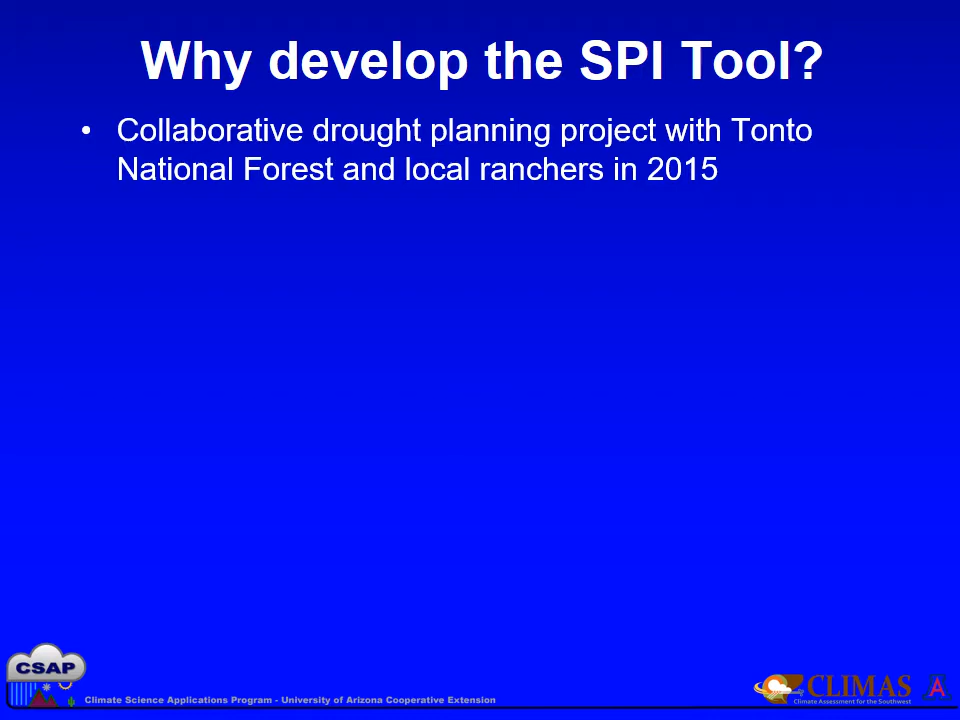 Why develop the SPI Tool?
• Collaborative drought planning project with Tonto
National Forest and local ranchers in 2015
CSAP
Climate Science Applications Program - University of Arizona Cooperative Extension
CLIMAS
Climate Assessment for the Southwest
A